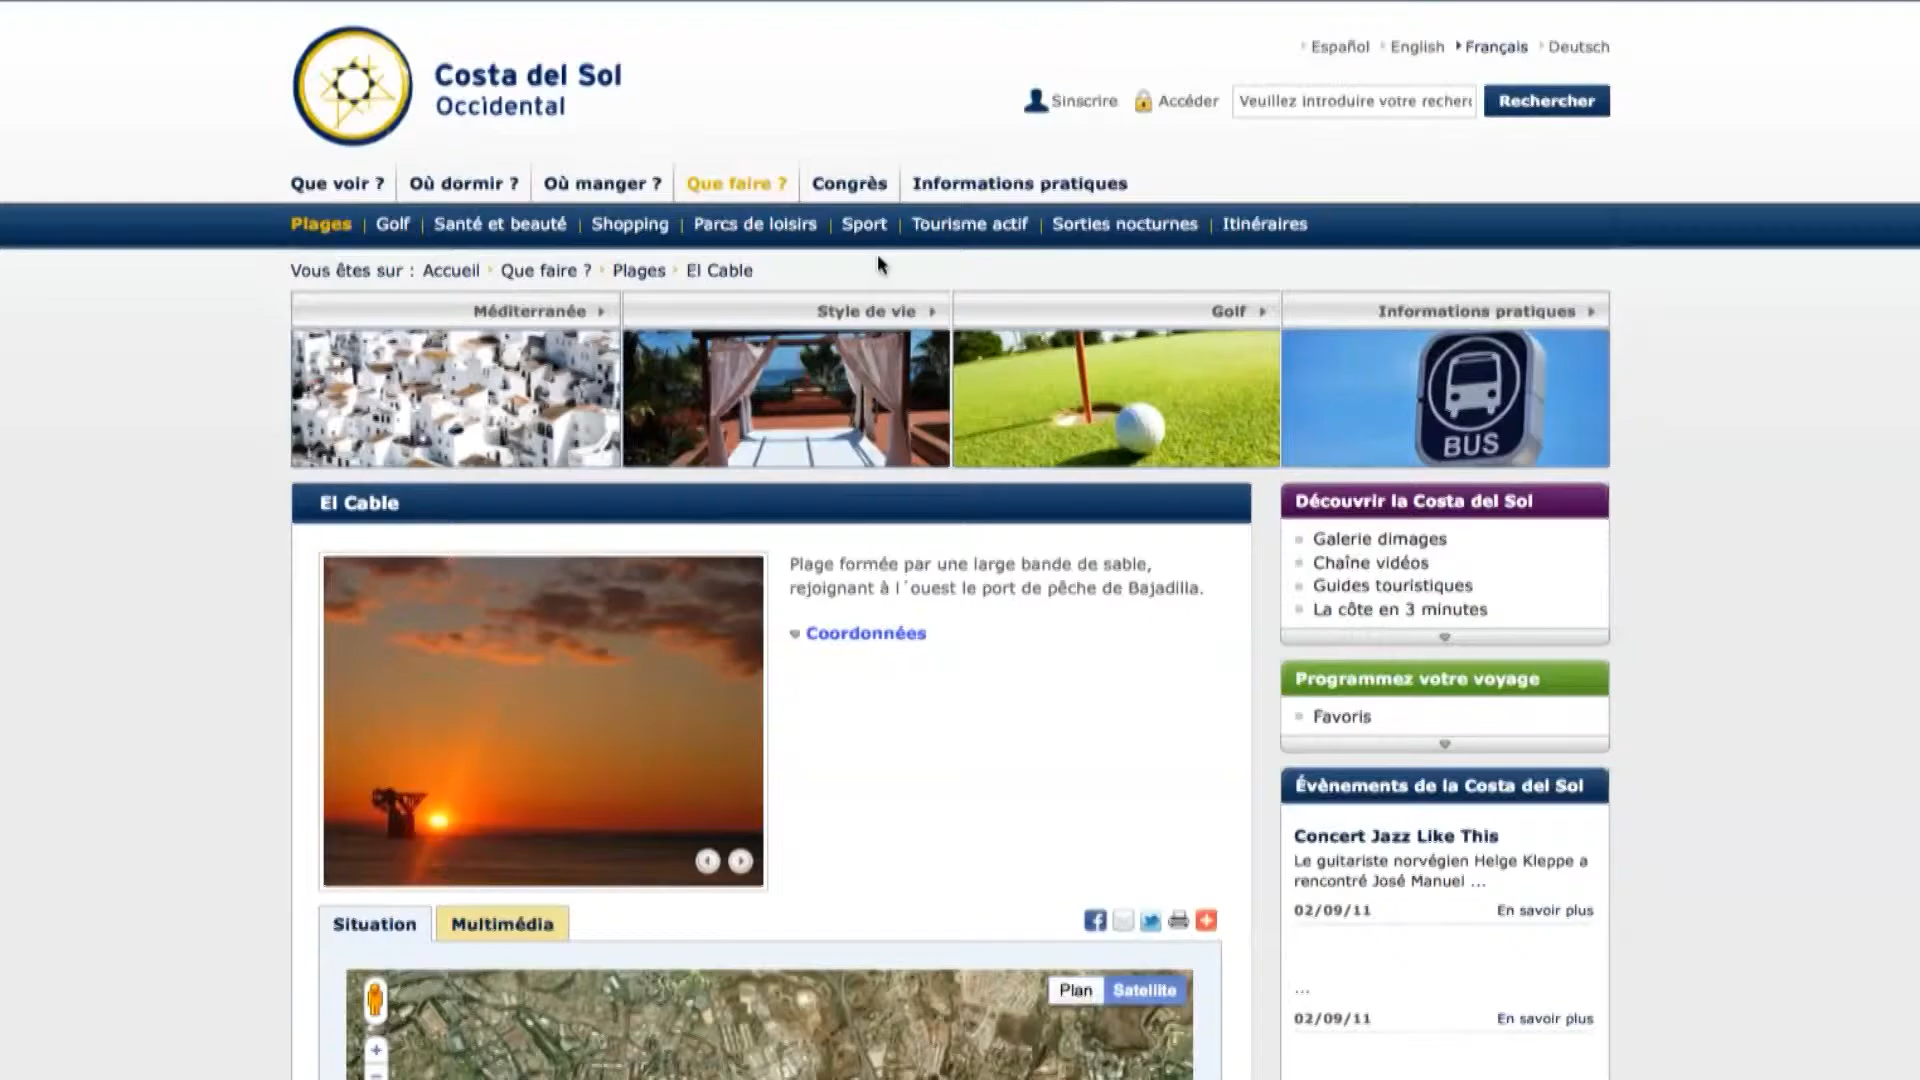 Español English Français Deutsch
Costa del Sol
Occidental
Sinscrire Accéder Veuillez introduire votre recher Rechercher
Que voir ? Où dormir ? Où manger ? Que faire ? Congrès Informations pratiques
Plages | Golf | Santé et beauté | Shopping | Parcs de loisirs | Sport | Tourisme actif | Sorties nocturnes | Itinéraires
Vous êtes sur : Accueil Que faire ? Plages El Cable
Méditerranée Style de vie Golf Informations pratiques
BUS
El Cable
Plage formée par une large bande de sable,
rejoignant à l´ouest le port de pêche de Bajadilla.
Coordonnées
Situation Multimédia
Plan Satellite
Découvrir la Costa del Sol
Galerie dimages
Chaîne vidéos
Guides touristiques
La côte en 3 minutes
Programmez votre voyage
Favoris
Évènements de la Costa del Sol
Concert Jazz Like This
Le guitariste norvégien Helge Kleppe a
rencontré José Manuel ...
02/09/11 En savoir plus
...
02/09/11 En savoir plus